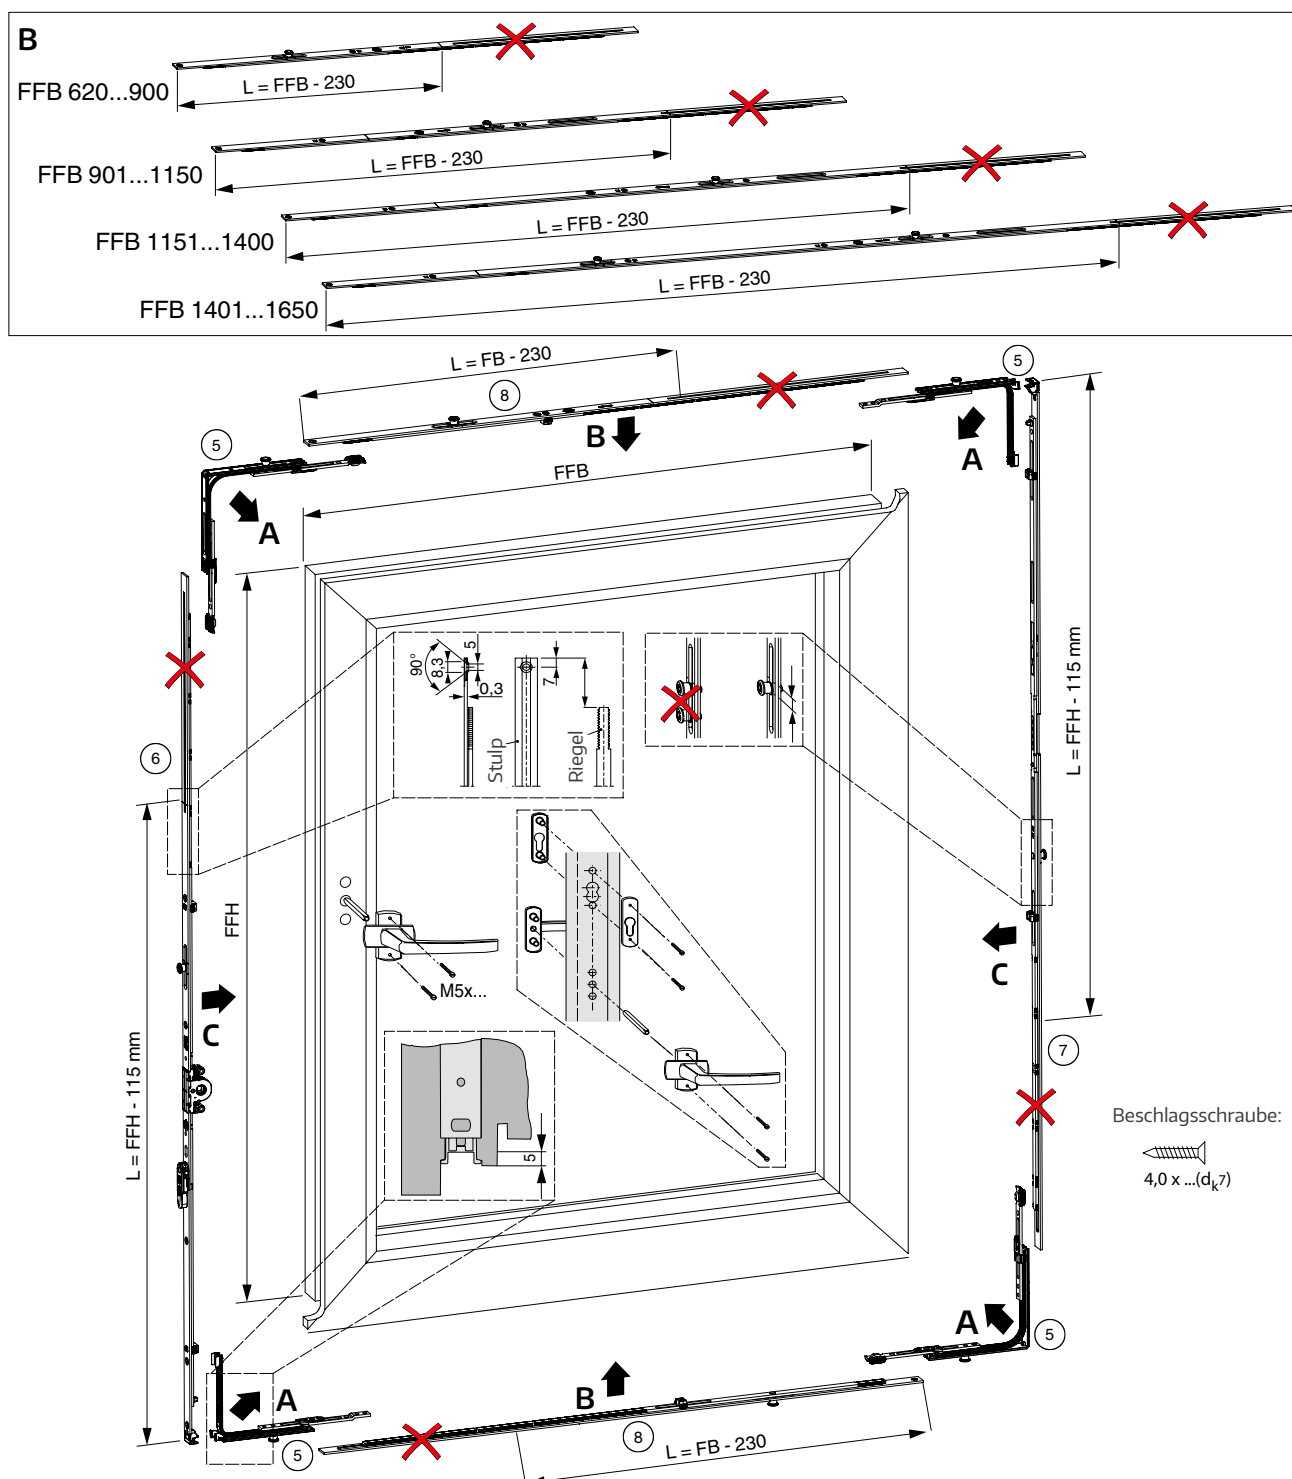 B
FFB 620...900
L = FFB - 230
FFB 901...1150
L = FFB - 230
FFB 1151...1400
L = FFB - 230
FFB 1401...1650
L = FFB - 230
L = FB - 230
8
5
B
A
5
A
FFB
90°
8,3
5
0,3
7
Stulp
Riegel
6
FFH
L = FFH - 115 mm
C
M5x...
5
L = FFH - 115 mm
C
7
Beschlagsschraube:
4,0 x ...(dk7)
A
5
A
5
B
8
L = FB - 230